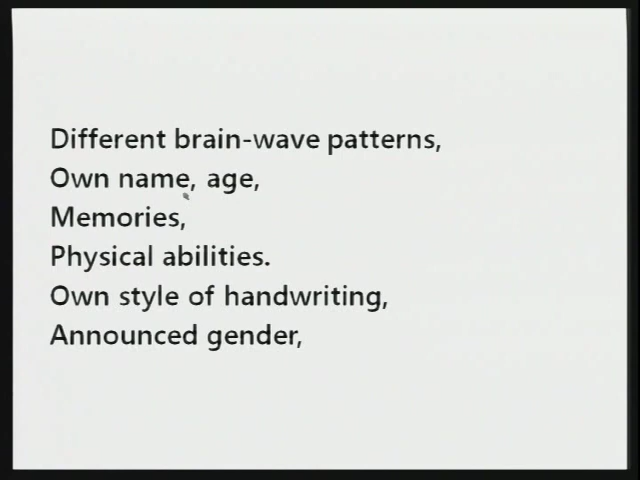 Different brain-wave patterns,
Own name, age,
Memories,
Physical abilities.
Own style of handwriting,
Announced gender,